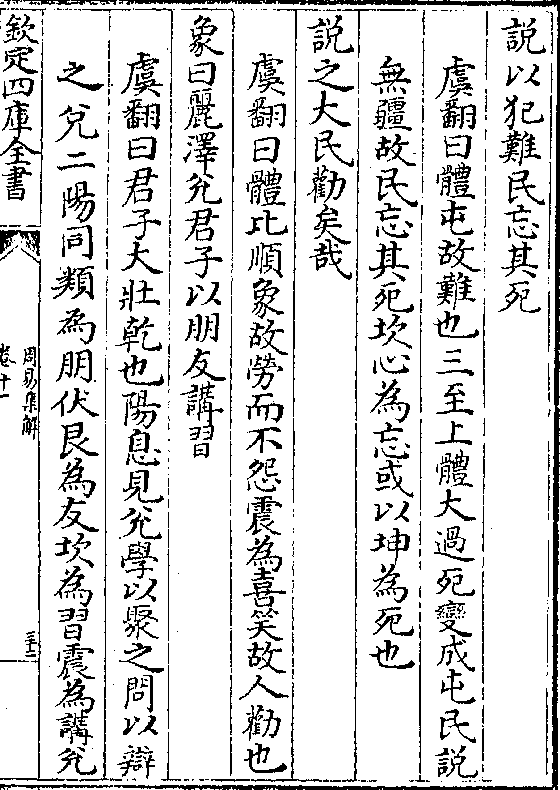 說以犯難民忘其死
虞翻曰體屯故難也三至上體大過死變成屯民說
無疆故民忘其死坎心為忘或以坤為死也
說之大民勸矣哉
虞翻曰體比順象故勞而不怨震為喜笑故人勸也
象曰麗澤兊君子以朋友講習
虞翻曰君子大壯乾也陽息見兊學以聚之問以辯
之兊二陽同類為朋伏艮為友坎為習震為講兊
欽定四庫全書
周易集解
卷十一